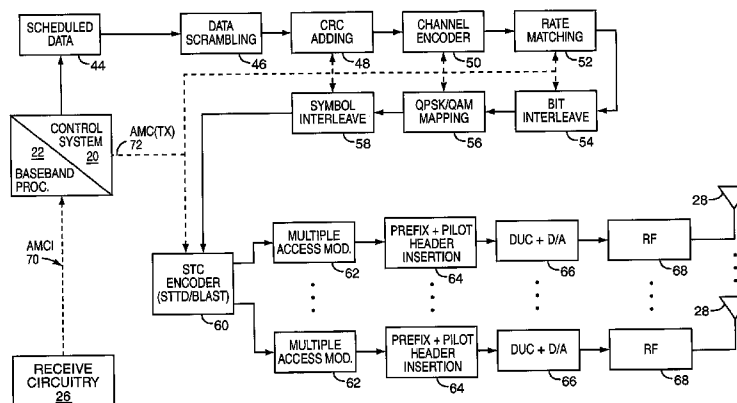 SCHEDULED
DATA
44
DATA
SCRAMBLING
46
CRC
ADDING
48
CHANNEL
ENCODER
50
RATE
MATCHING
52
SYMBOL
INTERLEAVE
58
QPSK/QAM
MAPPING
56
BIT
INTERLEAVE
54
CONTROL
SYSTEM
20
22
BASEBAND
PROC.
AMC(TX)
72
AMCI
70
RECEIVE
CIRCUITRY
26
STC
ENCODER
(STTD/BLAST)
60
MULTIPLE
ACCESS MOD.
62
PREFIX + PILOT
HEADER
INSERTION
64
DUC + D/A
66
RF
68
28
MULTIPLE
ACCESS MOD.
62
PREFIX + PILOT
HEADER
INSERTION
64
DUC + D/A
66
RF
68
28